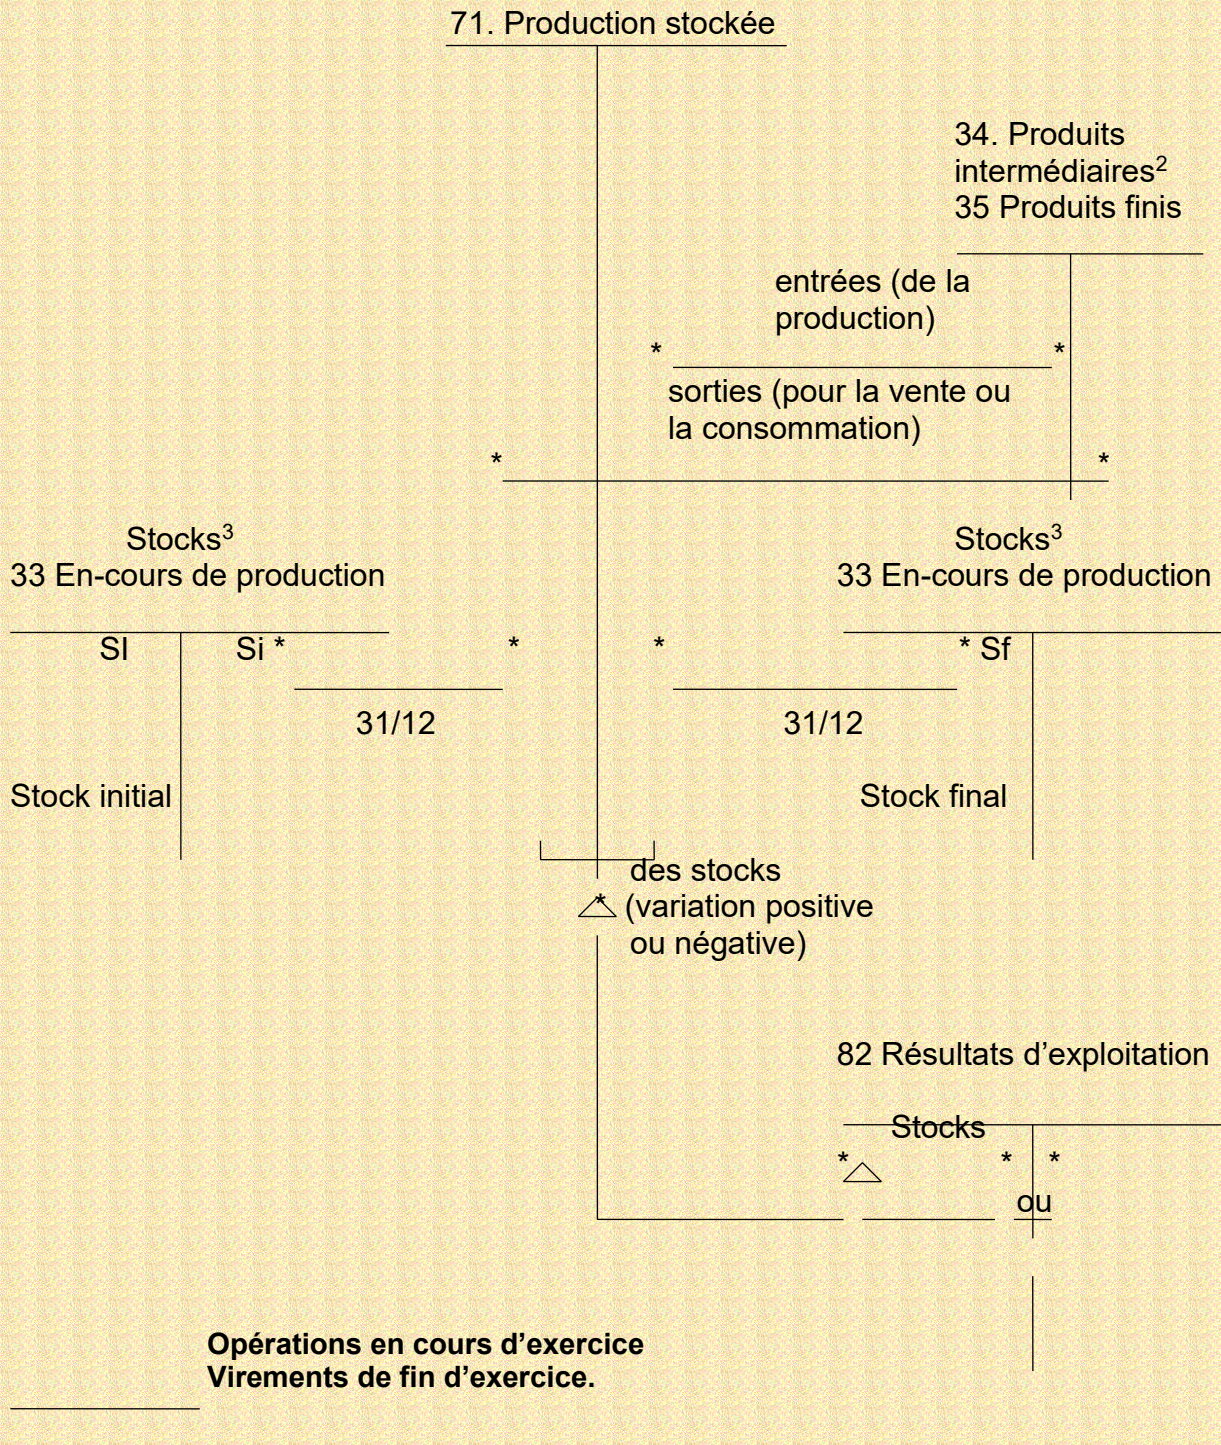 71. Production stockée
34. Produits
intermédiaires²
35 Produits finis
entrées (de la
production)
* *
sorties (pour la vente ou
la consommation)
* *
Stocks³ Stocks³
33 En-cours de production 33 En-cours de production
SI Si * * * * Sf
31/12 31/12
Stock initial Stock final
des stocks
* (variation positive
ou négative)
82 Résultats d’exploitation
Stocks
* * *
ou
Opérations en cours d’exercice
Virements de fin d’exercice.